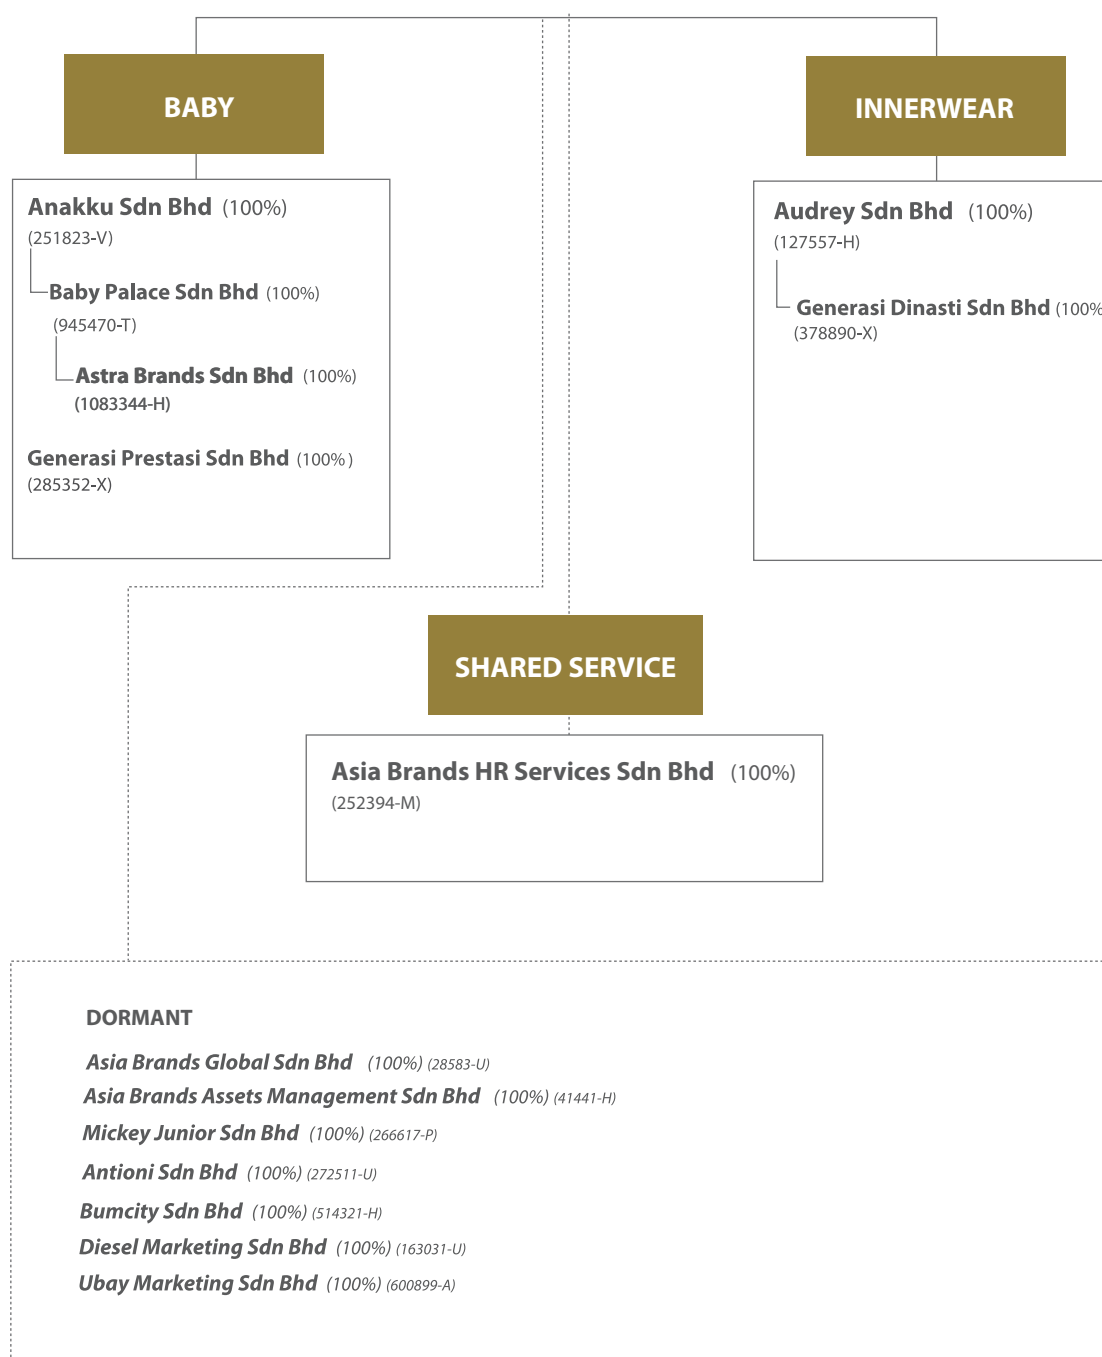 BABY
Anakku Sdn Bhd (100%)
(251823-V)
Baby Palace Sdn Bhd (100%)
(945470-T)
Astra Brands Sdn Bhd (100%)
(1083344-H)
Generasi Prestasi Sdn Bhd (100%)
(285352-X)
INNERWEAR
Audrey Sdn Bhd (100%)
(127557-H)
Generasi Dinasti Sdn Bhd (100%
(378890-X)
SHARED SERVICE
Asia Brands HR Services Sdn Bhd (100%)
(252394-M)
DORMANT
Asia Brands Global Sdn Bhd (100%) (28583-U)
Asia Brands Assets Management Sdn Bhd (100%) (41441-H)
Mickey Junior Sdn Bhd (100%) (266617-P)
Antioni Sdn Bhd (100%) (272511-U)
Bumcity Sdn Bhd (100%) (514321-H)
Diesel Marketing Sdn Bhd (100%) (163031-U)
Ubay Marketing Sdn Bhd (100%) (600899-A)